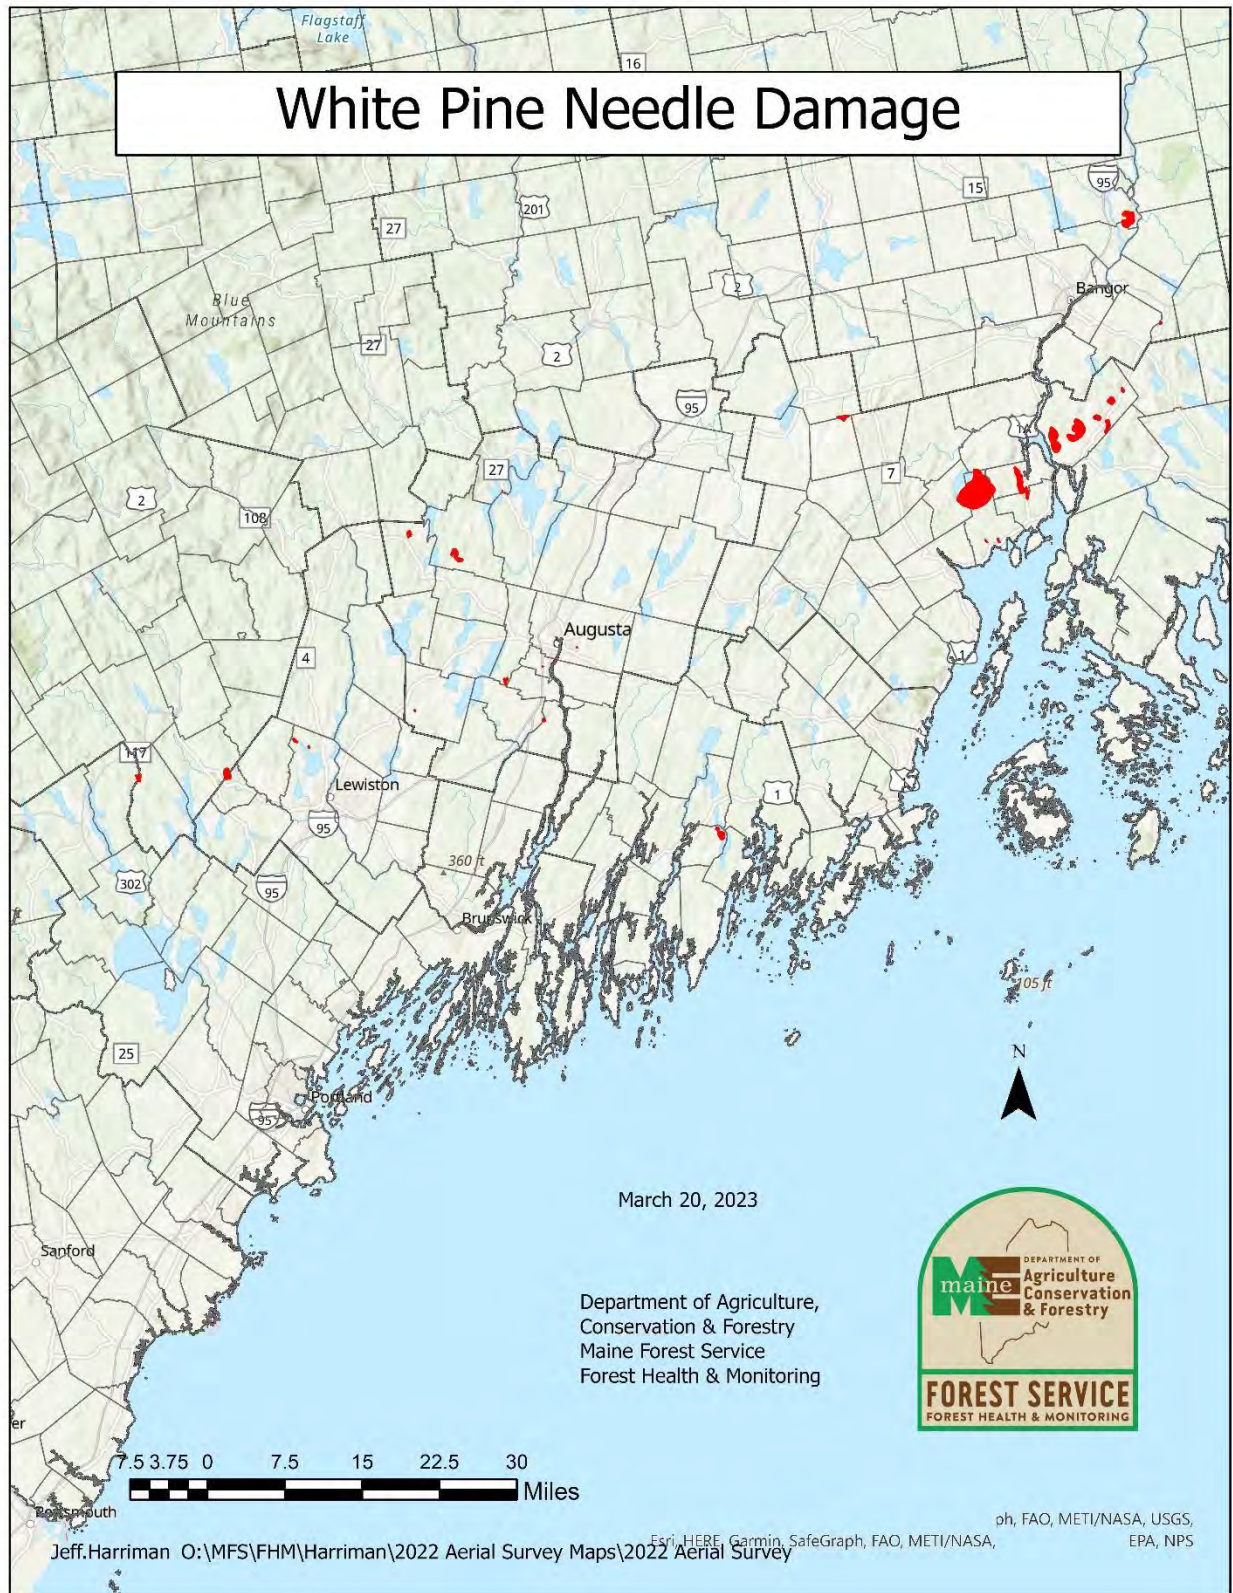 Flagstaff
Lake
16
White Pine Needle Damage
15
95
201
27
2
Bangor
Blue
Mountains
27
2
95
1A
27
7
2
108
Augusta
4
1
117
Lewiston
1
95
360 ft
302
95
Brunswick
105 ft
N
25
Portland
95
March 20, 2023
Sanford
DEPARTMENT OF
maine
Agriculture
Conservation
& Forestry
Department of Agriculture,
Conservation & Forestry
Maine Forest Service
Forest Health & Monitoring
FOREST SERVICE
FOREST HEALTH & MONITORING
er
7.5 3.75 0 7.5 15 22.5 30
Miles
Portsmouth
ph, FAO, METI/NASA, USGS,
Esri, HERE, Garmin, SafeGraph, FAO, METI/NASA,
EPA, NPS
Jeff.Harriman O:\MFS\FHM\Harriman\2022 Aerial Survey Maps\2022 Aerial Survey